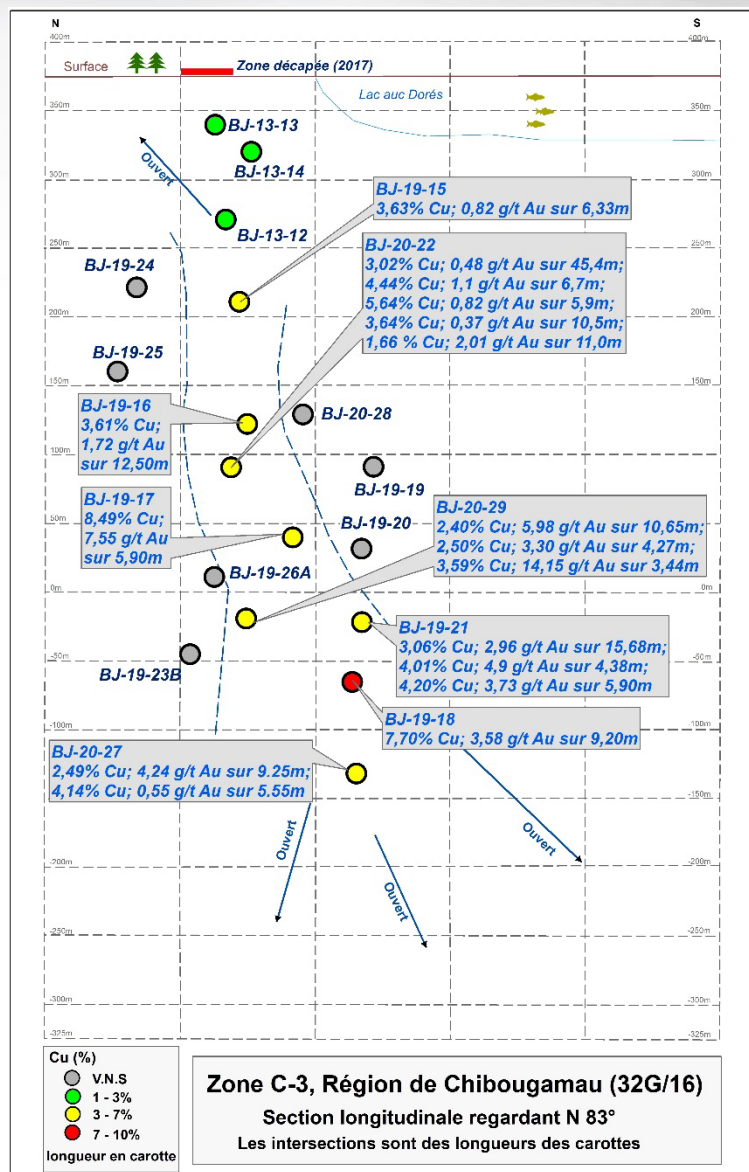 N
S
400m
400m
Surface
Zone décapée (2017)
Lac auc Dorés
350m
350m
BJ-13-13
BJ-13-14
Ouvert
300m
300m
BJ-13-12
BJ-19-15
3,63% Cu; 0,82 g/t Au sur 6,33m
250m
250m
BJ-20-22
3,02% Cu; 0,48 g/t Au sur 45,4m;
4,44% Cu; 1,1 g/t Au sur 6,7m;
5,64% Cu; 0,82 g/t Au sur 5,9m;
3,64% Cu; 0,37 g/t Au sur 10,5m;
1,66 % Cu; 2,01 g/t Au sur 11,0m
BJ-19-24
200m
200m
BJ-19-25
150m
150m
BJ-19-16
3,61% Cu;
1,72 g/t Au
sur 12,50m
BJ-20-28
100m
100m
BJ-19-19
BJ-19-17
8,49% Cu;
7,55 g/t Au
sur 5,90m
50m
50m
BJ-19-20
BJ-20-29
2,40% Cu; 5,98 g/t Au sur 10,65m;
2,50% Cu; 3,30 g/t Au sur 4,27m;
3,59% Cu; 14,15 g/t Au sur 3,44m
BJ-19-26A
0m
0m
BJ-19-21
3,06% Cu; 2,96 g/t Au sur 15,68m;
4,01% Cu; 4,9 g/t Au sur 4,38m;
4,20% Cu; 3,73 g/t Au sur 5,90m
-50m
-50m
BJ-19-23B
BJ-19-18
7,70% Cu; 3,58 g/t Au sur 9,20m
-100m
-100m
BJ-20-27
2,49% Cu; 4,24 g/t Au sur 9.25m;
4,14% Cu; 0,55 g/t Au sur 5.55m
-150m
-150m
Ouvert
Ouvert
Ouvert
-200m
-200m
-250m
-250m
-300m
-300m
-325m
-325m
Cu (%)
V.N.S
1 - 3%
3 - 7%
7 - 10%
longueur en carotte
Zone C-3, Région de Chibougamau (32G/16)
Section longitudinale regardant N 83°
Les intersections sont des longueurs des carottes